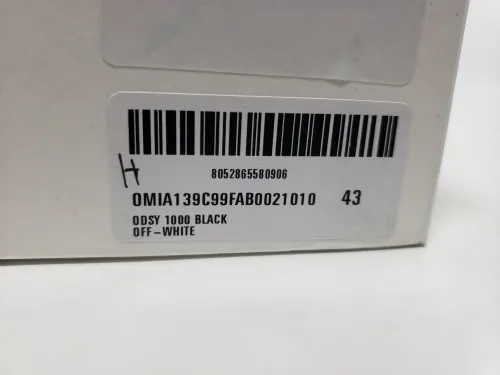 H
8052865580906
OMIA139C99FAB0021010 43
ODSY 1000 BLACK
OFF-WHITE